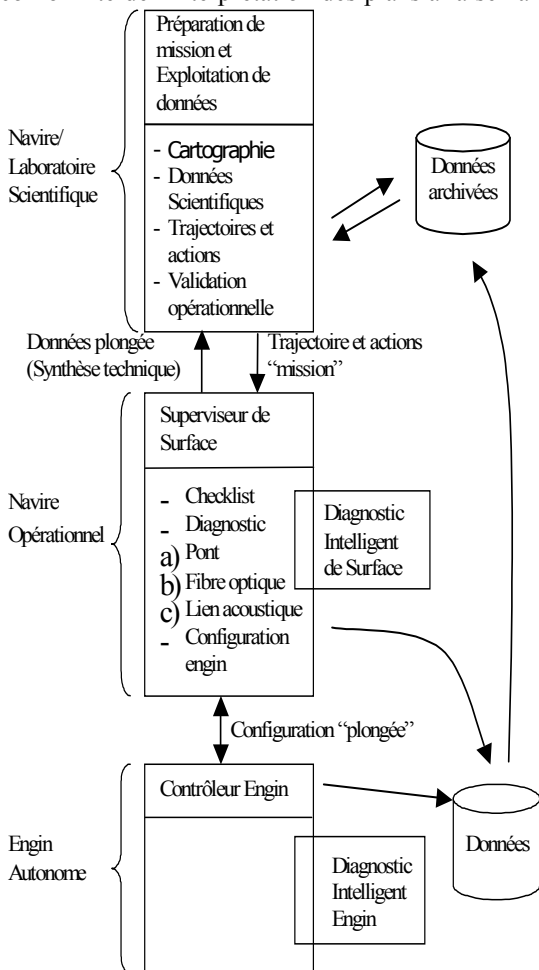 Préparation de
mission et
Exploitation de
données
Navire/
Laboratoire
Scientifique
- Cartographie
- Données
Scientifiques
- Trajectoires et
actions
- Validation
opérationnelle
Données
archivées
Données plongée
(Synthèse technique)
Trajectoire et actions
“mission”
Superviseur de
Surface
Navire
Opérationnel
- Checklist
- Diagnostic
a) Pont
b) Fibre optique
c) Lien acoustique
- Configuration
engin
Diagnostic
Intelligent
de Surface
Configuration “plongée”
Contrôleur Engin
Engin
Autonome
Diagnostic
Intelligent
Engin
Données